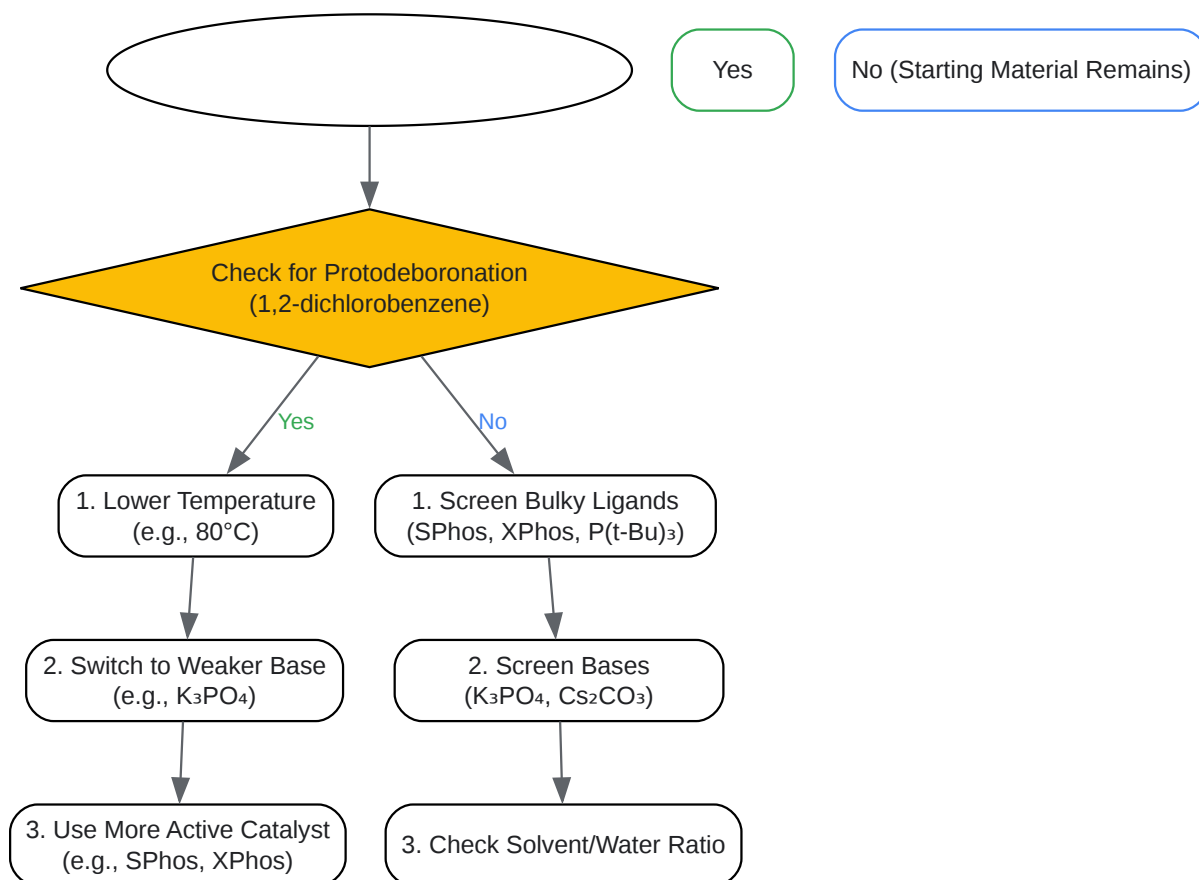 Yes
No (Starting Material Remains)
Check for Protodeboronation
(1,2-dichlorobenzene)
Yes
No
1. Lower Temperature
(e.g., 80°C)
1. Screen Bulky Ligands
(SPhos, XPhos, P(t-Bu)₃)
2. Switch to Weaker Base
(e.g., K₃PO₄)
2. Screen Bases
(K₃PO₄, Cs₂CO₃)
3. Use More Active Catalyst
(e.g., SPhos, XPhos)
3. Check Solvent/Water Ratio